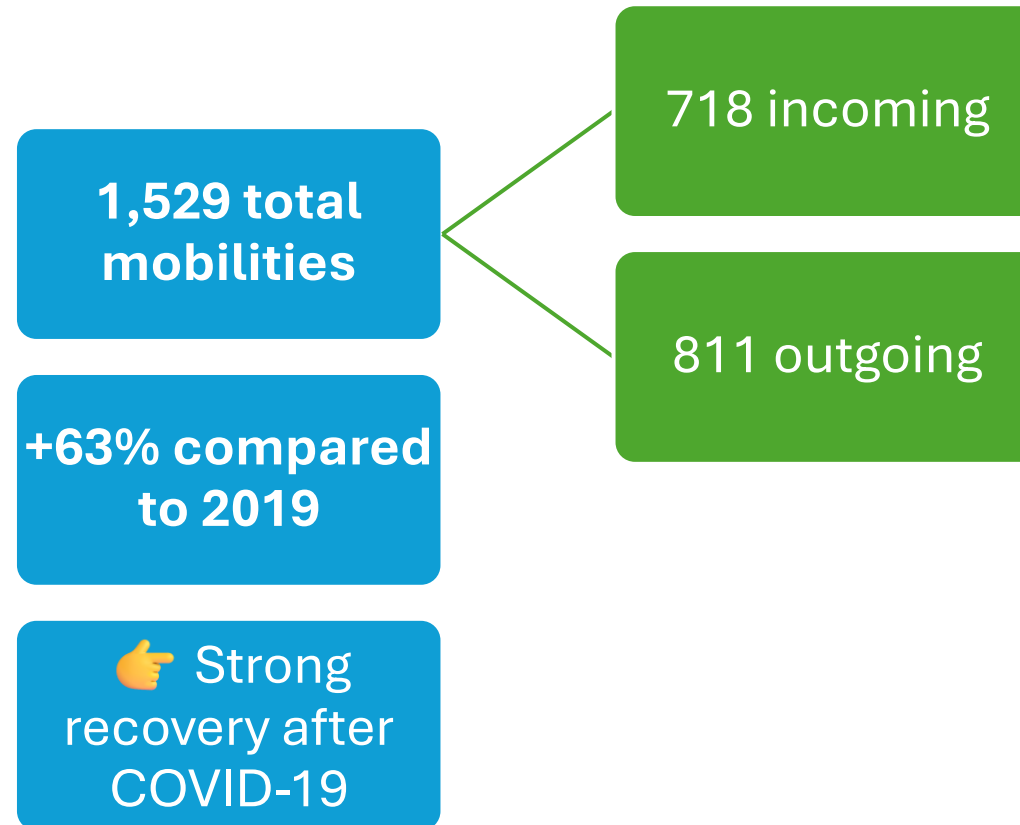 1,529 total
mobilities
718 incoming
811 outgoing
+63% compared
to 2019
👉 Strong
recovery after
COVID-19